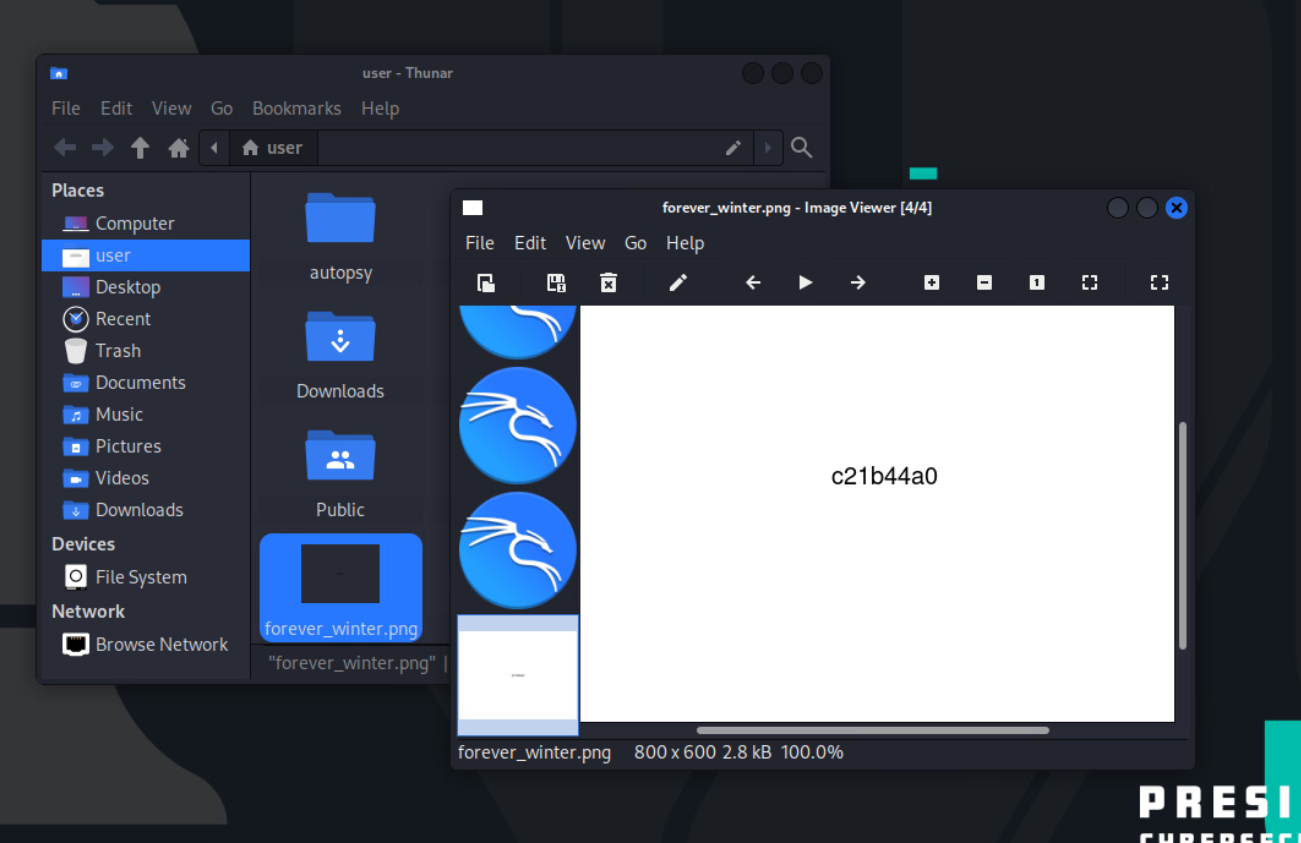 user - Thunar
File Edit View Go Bookmarks Help
user
Places
Computer
user
Desktop
Recent
Trash
Documents
Music
Pictures
Videos
Downloads
Devices
File System
Network
Browse Network
autopsy
Downloads
Public
forever_winter.png
"forever_winter.png" |
forever_winter.png - Image Viewer [4/4]
File Edit View Go Help
1
c21b44a0
forever_winter.png 800 x 600 2.8 kB 100.0%
PRESI